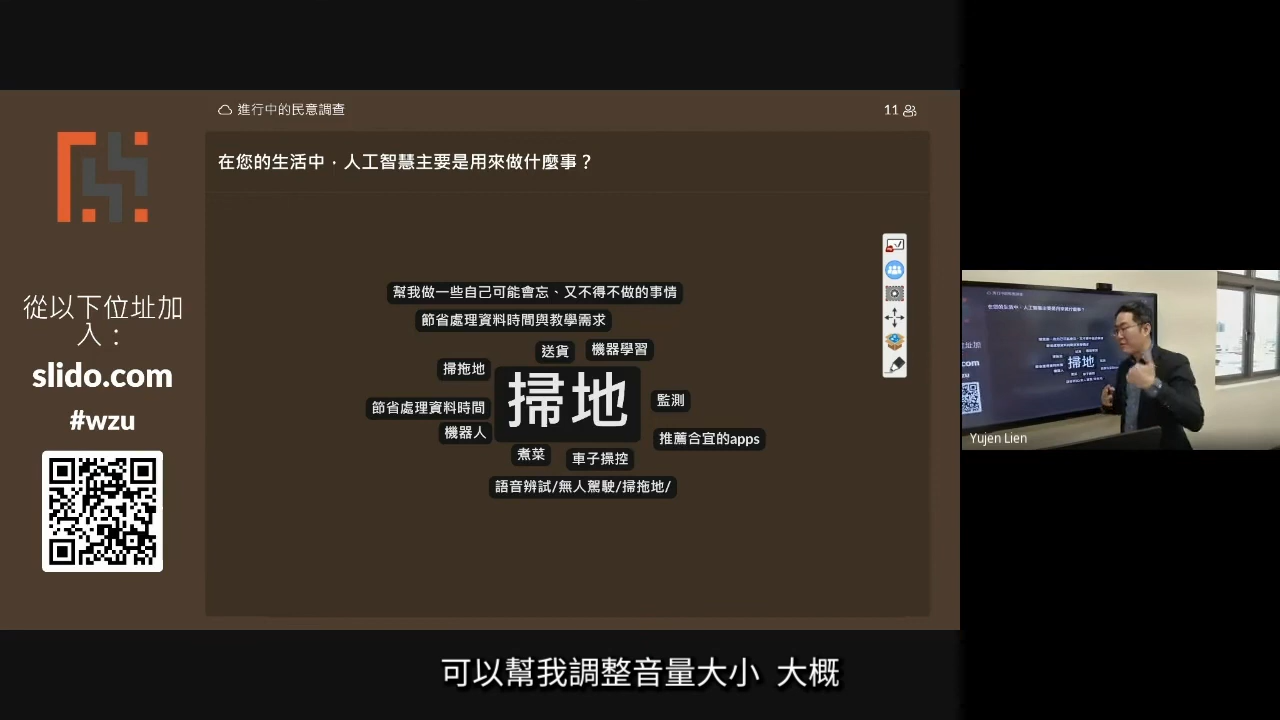 進行中的民意調查
11
在您的生活中，人工智慧主要是用來做什麼事？
從以下位址加
入：
slido.com
#wzu
幫我做一些自己可能會忘、又不得不做的事情
節省處理資料時間與教學需求
送貨
機器學習
掃拖地
掃地
監測
節省處理資料時間
機器人
推薦合宜的apps
煮菜
車子操控
語音辨試/無人駕駛/掃拖地/
Yujen Lien
可以幫我調整音量大小 大概